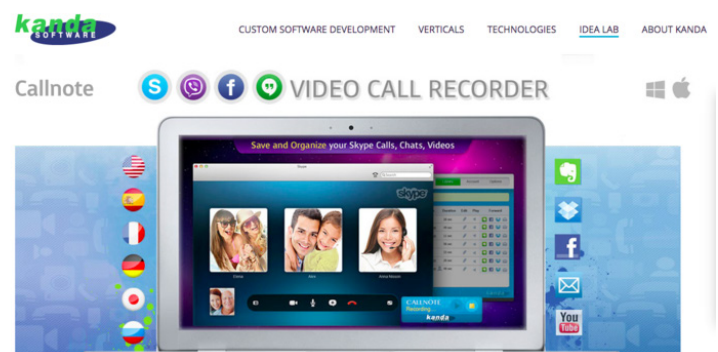 kanda
SOFTWARE
CUSTOM SOFTWARE DEVELOPMENT
VERTICALS
TECHNOLOGIES
IDEA LAB
ABOUT KANDA
Callnote
VIDEO CALL RECORDER
Save and Organize your Skype Calls, Chats, Videos
Skype
skype
CALLNOTE
Recording...
kanda
f
You
Tube